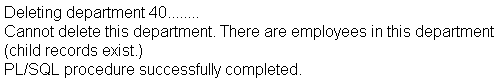 Deleting department 40........
Cannot delete this department. There are employees in this department
(child records exist.)
PL/SQL procedure successfully completed.